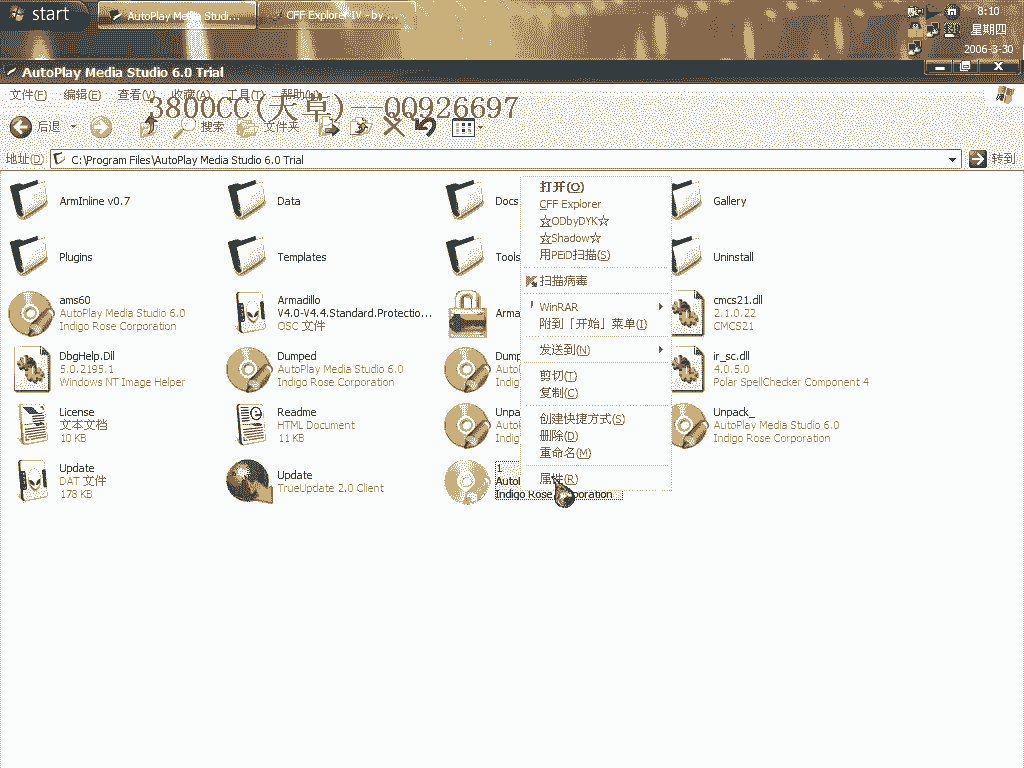 start
AutoPlay Media Studi...
CFF Explorer IV - by ...
8:10
星期四
2006-3-30
AutoPlay Media Studio 6.0 Trial
文件(F) 编辑(E) 查看(V) 收藏(A) 工具(T) 帮助(H)
3800CC(天草)--QQ926697
后退 搜索 文件夹
地址(D) C:\Program Files\AutoPlay Media Studio 6.0 Trial 转到
ArmInline v0.7
Data
Docs
Gallery
Plugins
Templates
Tools
Uninstall
ams60
AutoPlay Media Studio 6.0
Indigo Rose Corporation
Armadillo
V4.0-V4.4.Standard.Protectio...
OSC 文件
Arma
cmcs21.dll
2.1.0.22
CMCS21
DbgHelp.Dll
5.0.2195.1
Windows NT Image Helper
Dumped
AutoPlay Media Studio 6.0
Indigo Rose Corporation
Dump
Auto
Indig
ir_sc.dll
4.0.5.0
Polar SpellChecker Component 4
License
文本文档
10 KB
Readme
HTML Document
11 KB
Unpa
Auto
Indig
Unpack_
AutoPlay Media Studio 6.0
Indigo Rose Corporation
Update
DAT 文件
178 KB
Update
TrueUpdate 2.0 Client
1
Autol
Indigo Rose Corporation
打开(O)
CFF Explorer
☆ODbyDYK☆
☆Shadow☆
用PEiD扫描(S)
扫描病毒
WinRAR
附到「开始」菜单(I)
发送到(N)
剪切(T)
复制(C)
创建快捷方式(S)
删除(D)
重命名(M)
属性(R)